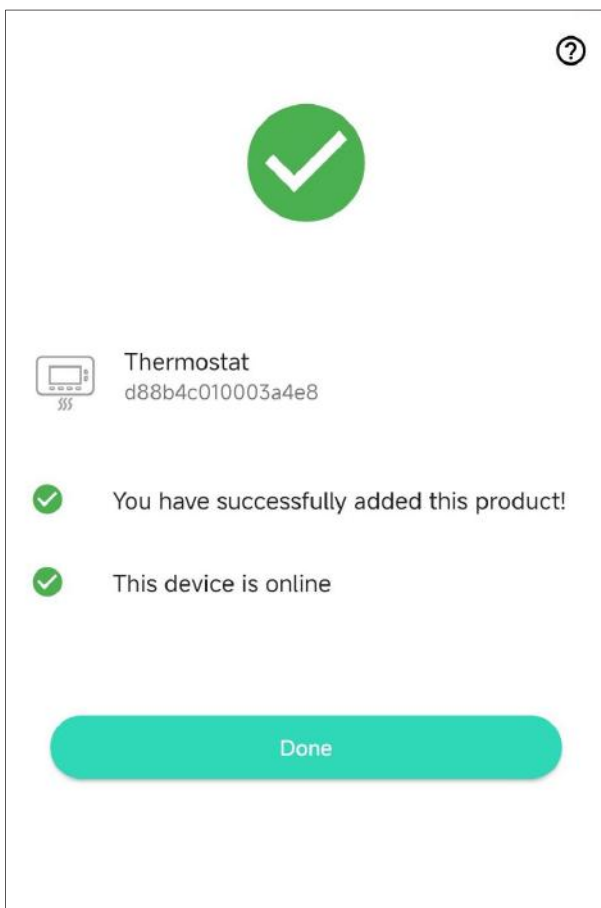 Thermostat
d88b4c010003a4e8
You have successfully added this product!
This device is online
Done